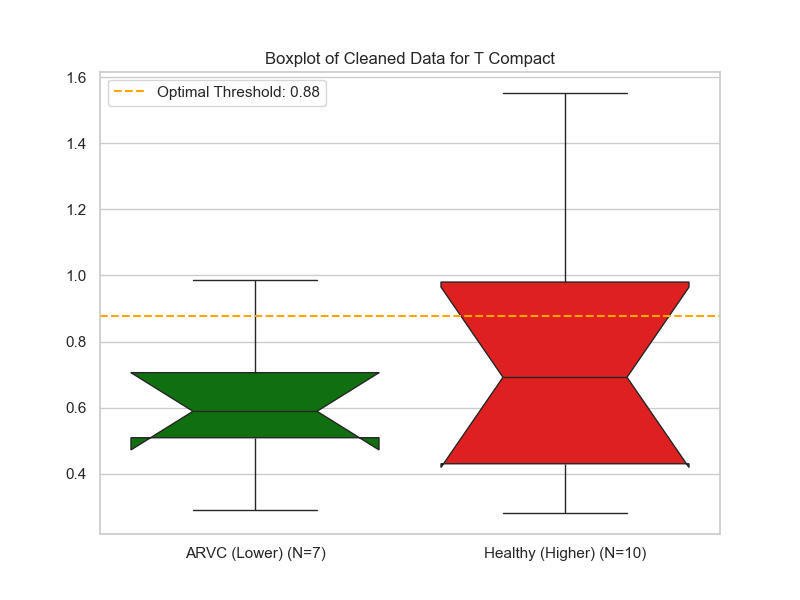 Boxplot of Cleaned Data for T Compact
Optimal Threshold: 0.88
1.6
1.4
1.2
1.0
0.8
0.6
0.4
ARVC (Lower) (N=7)
Healthy (Higher) (N=10)